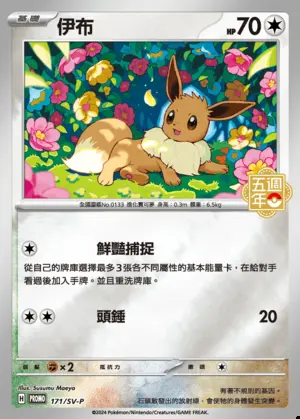 基礎
伊布
HP 70
全國圖鑑No.0133 進化寶可夢 身高：0.3m 體重：6.5kg
五週年
鮮豔捕捉
從自己的牌庫選擇最多3張各不同屬性的基本能量卡，在給對手看過後加入手牌。並且重洗牌庫。
頭錘 20
Illus. Susumu Maeya
弱點 ×2 抵抗力 撤退
H PROMO 171/SV-P
有著不規則的基因。
石頭散發出的放射線，會使牠的身體發生突變。
©2024 Pokémon/Nintendo/Creatures/GAME FREAK.